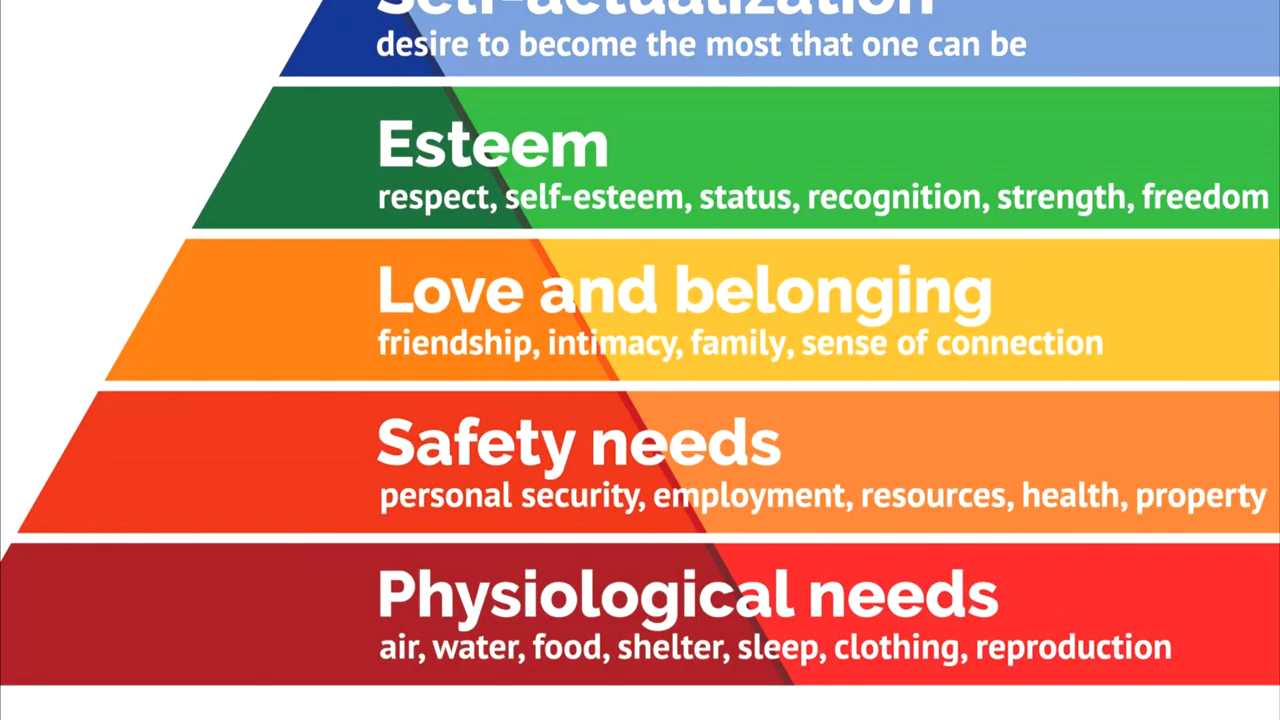 Self-actualization
desire to become the most that one can be
Esteem
respect, self-esteem, status, recognition, strength, freedom
Love and belonging
friendship, intimacy, family, sense of connection
Safety needs
personal security, employment, resources, health, property
Physiological needs
air, water, food, shelter, sleep, clothing, reproduction